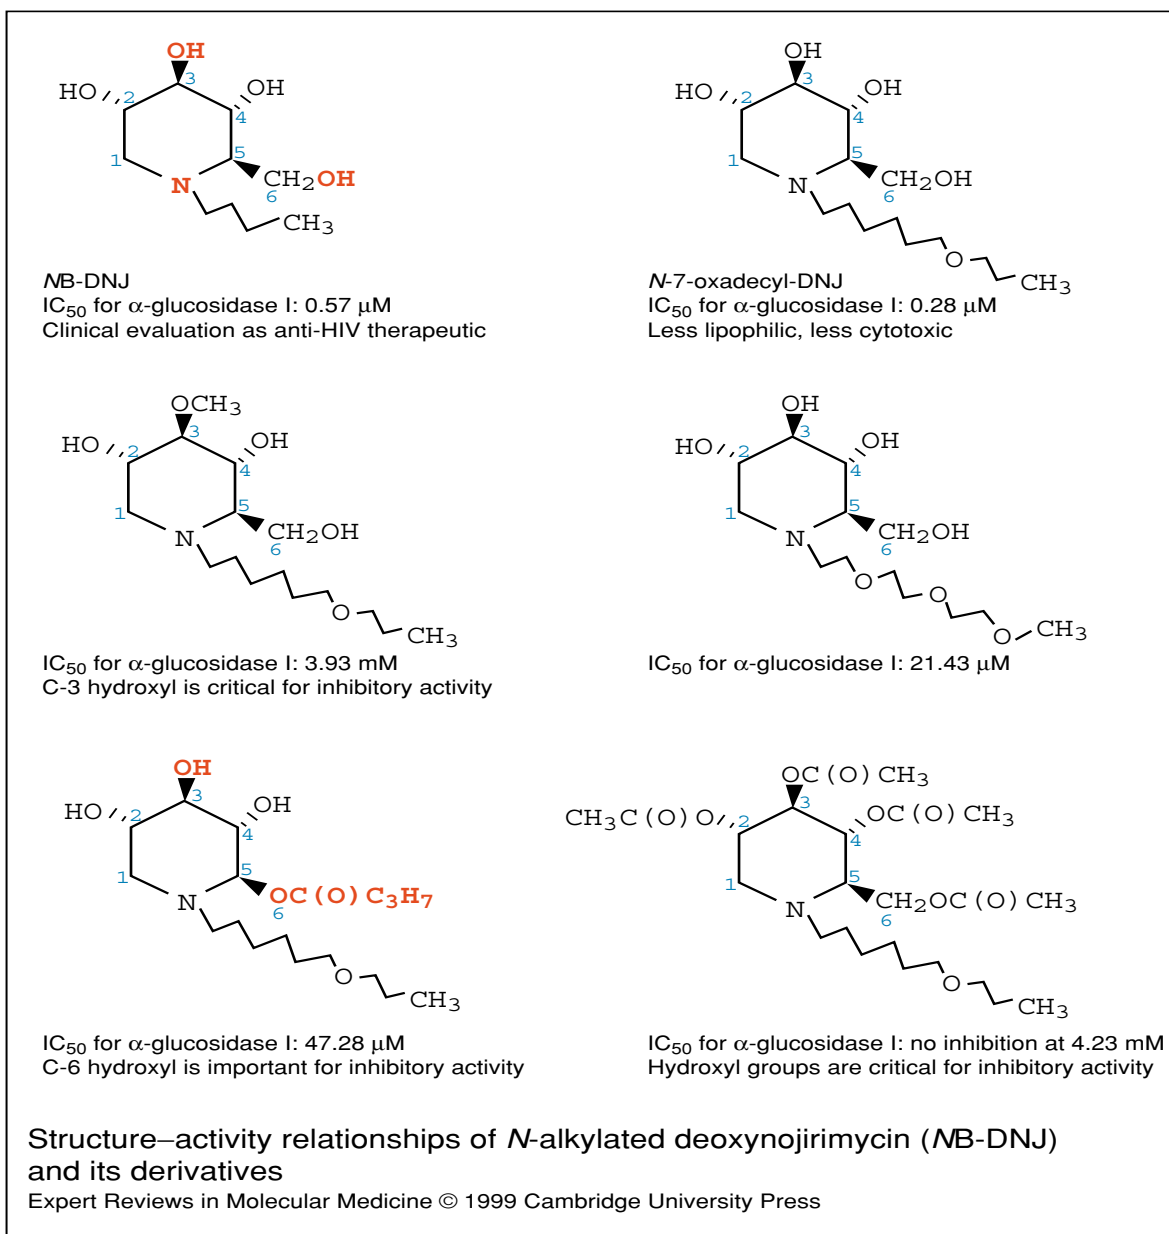 OH
HO
2
3
OH
4
1
5
N
CH₂OH
6
CH₃
NB-DNJ
IC₅₀ for α-glucosidase I: 0.57 µM
Clinical evaluation as anti-HIV therapeutic
OH
HO
2
3
OH
4
1
5
N
CH₂OH
6
O
CH₃
N-7-oxadecyl-DNJ
IC₅₀ for α-glucosidase I: 0.28 µM
Less lipophilic, less cytotoxic
OCH₃
HO
2
3
OH
4
1
5
N
CH₂OH
6
O
CH₃
IC₅₀ for α-glucosidase I: 3.93 mM
C-3 hydroxyl is critical for inhibitory activity
OH
HO
2
3
OH
4
1
5
N
CH₂OH
6
O
O
O
CH₃
IC₅₀ for α-glucosidase I: 21.43 µM
OH
HO
2
3
OH
4
1
5
N
OC(O)C₃H₇
6
O
CH₃
IC₅₀ for α-glucosidase I: 47.28 µM
C-6 hydroxyl is important for inhibitory activity
OC(O)CH₃
CH₃C(O)O
2
3
OC(O)CH₃
4
1
5
N
CH₂OC(O)CH₃
6
O
CH₃
IC₅₀ for α-glucosidase I: no inhibition at 4.23 mM
Hydroxyl groups are critical for inhibitory activity
Structure–activity relationships of N-alkylated deoxynojirimycin (NB-DNJ)
and its derivatives
Expert Reviews in Molecular Medicine © 1999 Cambridge University Press